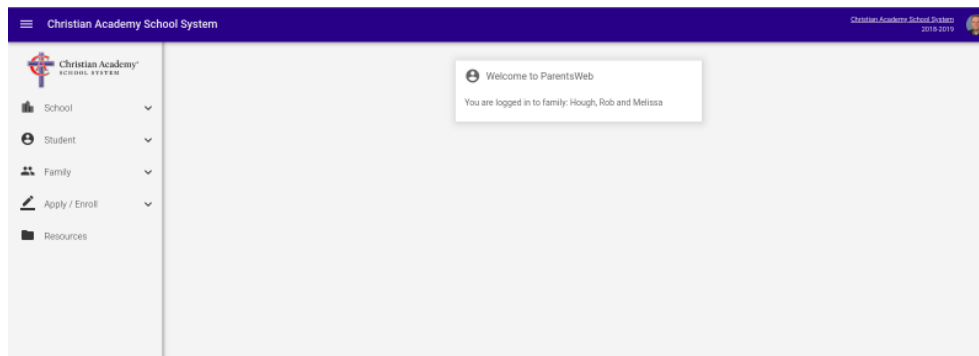 Christian Academy School System
Christian Academy School System
2018-2019
Christian Academy
SCHOOL SYSTEM
School
Student
Family
Apply / Enroll
Resources
Welcome to ParentsWeb
You are logged in to family: Hough, Rob and Melissa